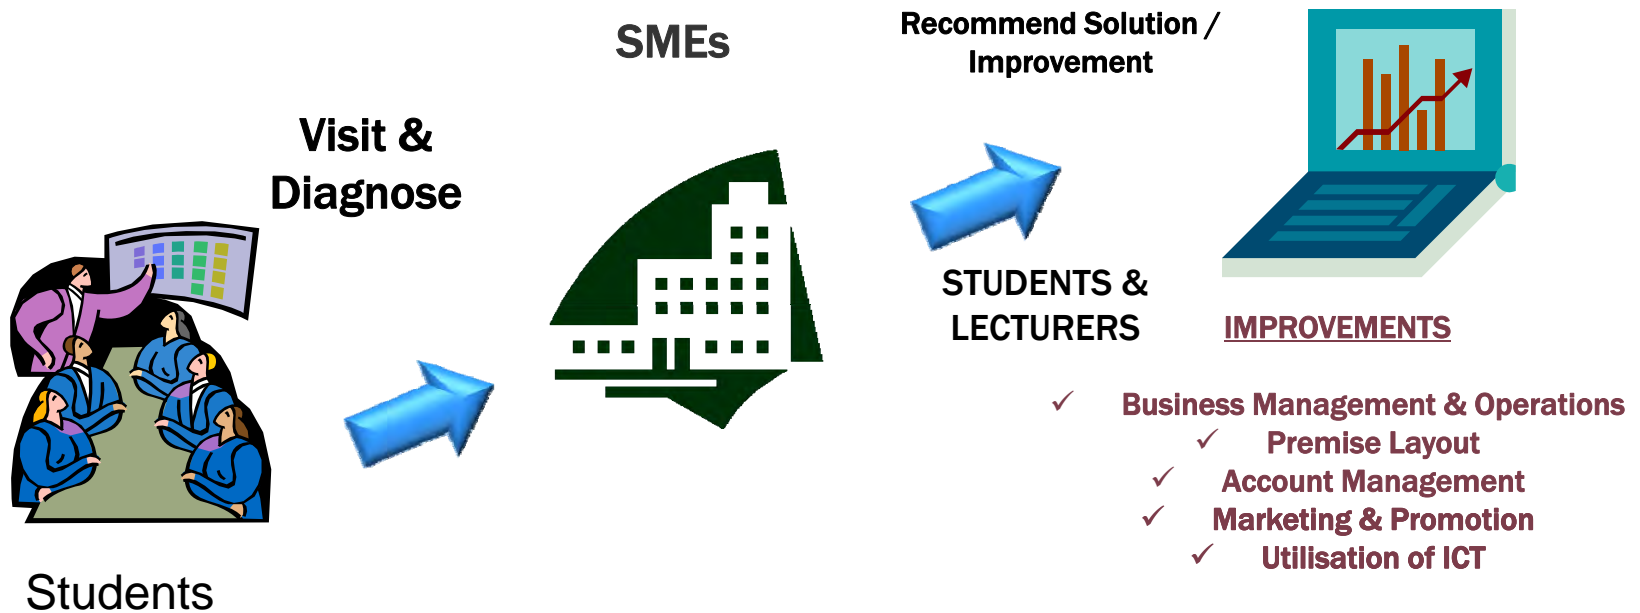 Students
Visit &
Diagnose
SMEs
Recommend Solution /
Improvement
STUDENTS &
LECTURERS
IMPROVEMENTS
✓ Business Management & Operations
✓ Premise Layout
✓ Account Management
✓ Marketing & Promotion
✓ Utilisation of ICT